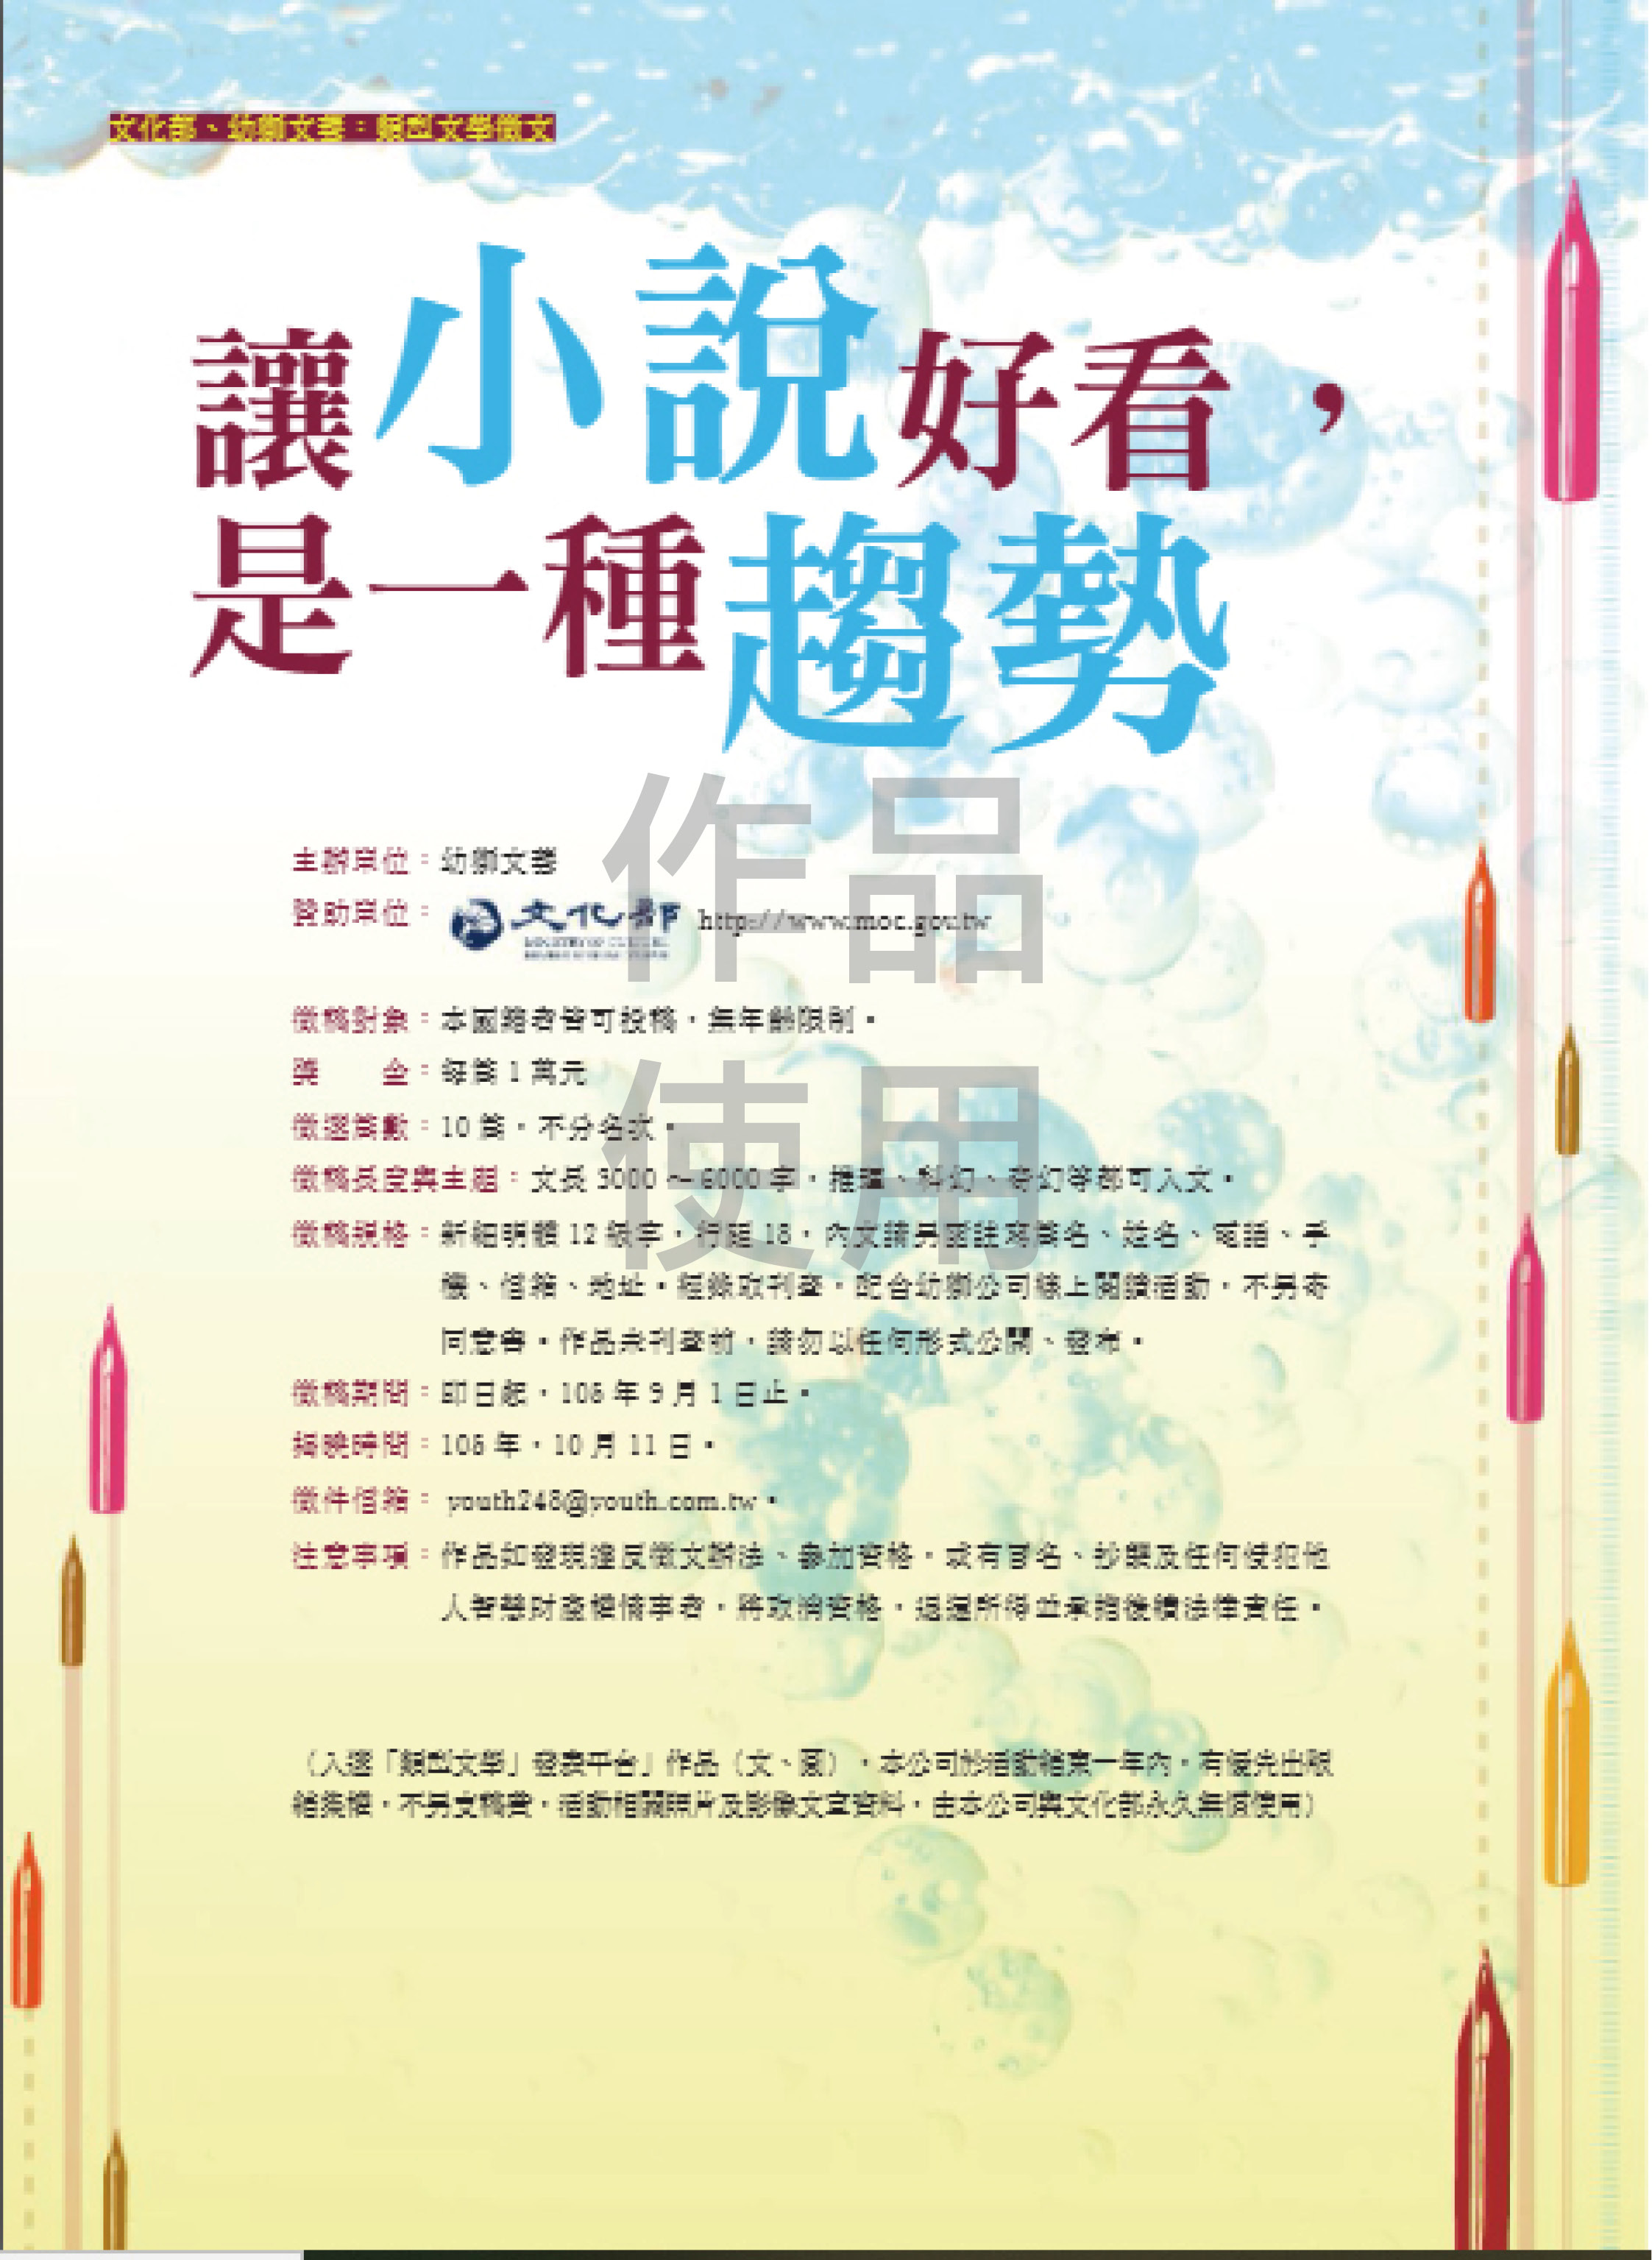 文化部、幼獅文藝：類型文學徵文
讓小說好看，
是一種趨勢
作品
使用
主辦單位：幼獅文藝
贊助單位：文化部 http://www.moc.gov.tw
徵稿對象：本國籍者皆可投稿，無年齡限制。
獎　　金：每篇 1 萬元
徵選篇數：10 篇，不分名次。
徵稿長度與主題：文長 3000 ～ 6000 字，推理、科幻、奇幻等都可入文。
徵稿規格：新細明體 12 級字，行距 18，內文請另函註寫篇名、姓名、電話、手
機、信箱、地址。經錄取刊登，配合幼獅公司線上閱讀活動，不另寄
同意書。作品未刊登前，請勿以任何形式公開、發布。
徵稿期間：即日起，10 年 9 月 1 日止。
揭曉時間：年，10 月 11 日。
徵件信箱：youth248@youth.com.tw。
注意事項：作品如發現違反徵文辦法、參加資格，或有冒名、抄襲及任何侵犯他
人智慧財產權情事者，將取消資格，退還所得並承擔後續法律責任。
（入選「類型文學」發表平台」作品（文、圖），本公司於活動結束一年內，有優先出版
結集權，不另支稿費，活動相關照片及影像文宣資料，由本公司與文化部永久無償使用）